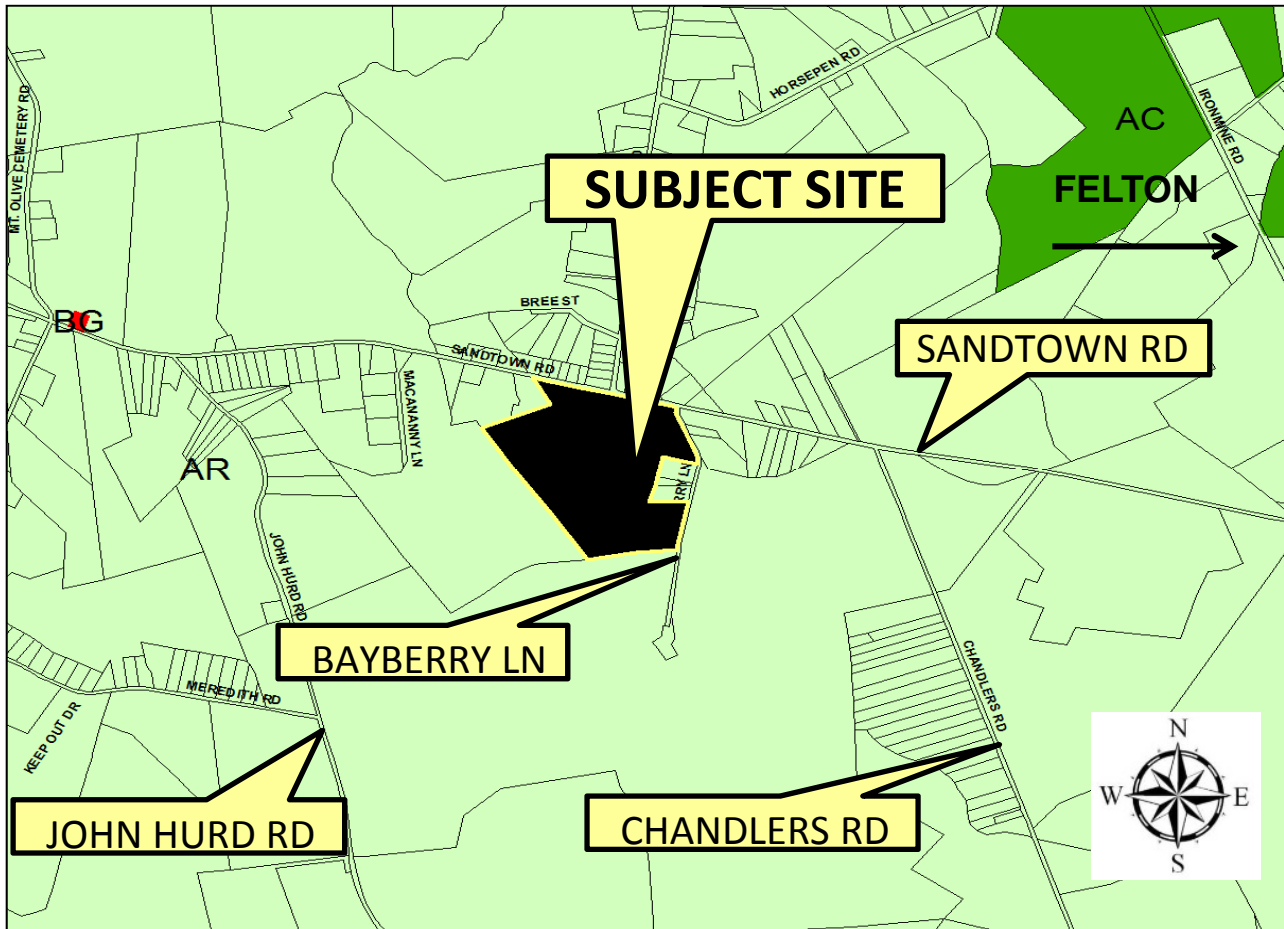 HORSEPEN RD
MT. OLIVE CEMETERY RD
AC
IRONMINE RD
SUBJECT SITE
FELTON
BREE ST
BG
SANDTOWN RD
SANDTOWN RD
MACANANNY LN
AR
JOHN HURD RD
BAYBERRY LN
CHANDLERS RD
MEREDITH RD
KEEP OUT DR
JOHN HURD RD
CHANDLERS RD
N
W
E
S